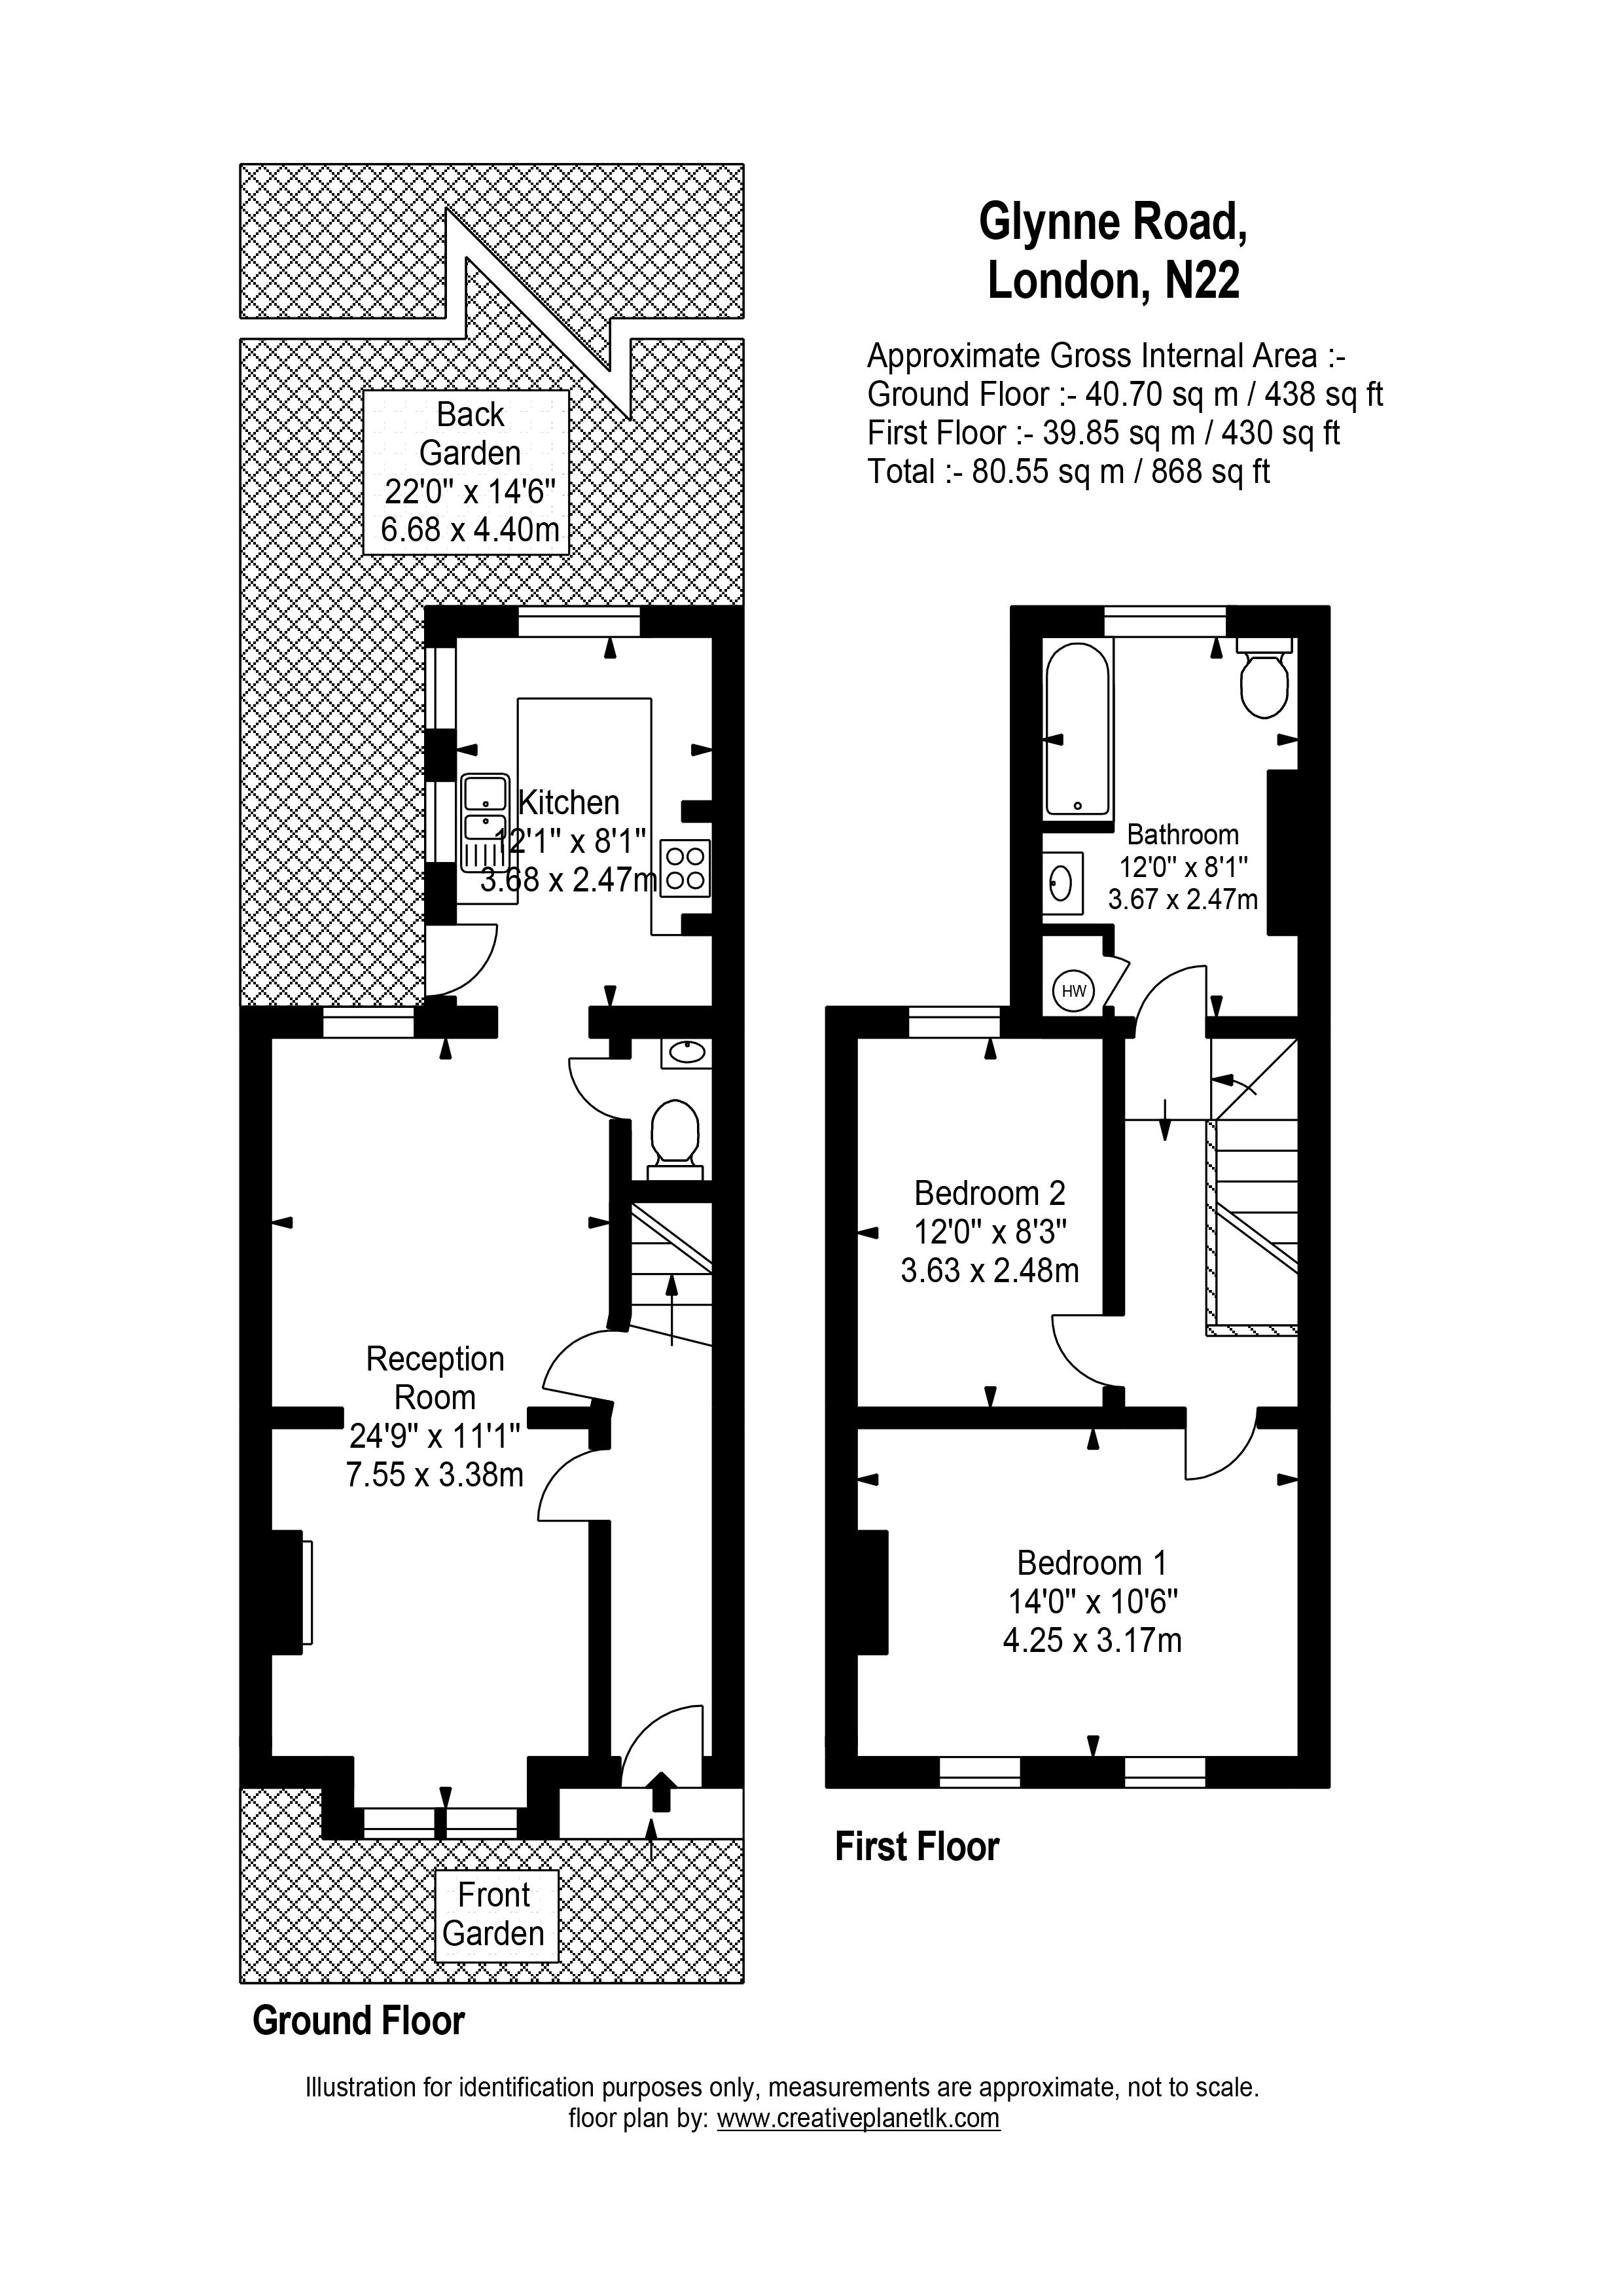 Glynne Road,
London, N22
Approximate Gross Internal Area :-
Ground Floor :- 40.70 sq m / 438 sq ft
First Floor :- 39.85 sq m / 430 sq ft
Total :- 80.55 sq m / 868 sq ft
Back
Garden
22'0" x 14'6"
6.68 x 4.40m
Kitchen
12'1" x 8'1"
3.68 x 2.47m
Reception
Room
24'9" x 11'1"
7.55 x 3.38m
Front
Garden
Ground Floor
Bathroom
12'0" x 8'1"
3.67 x 2.47m
HW
Bedroom 2
12'0" x 8'3"
3.63 x 2.48m
Bedroom 1
14'0" x 10'6"
4.25 x 3.17m
First Floor
Illustration for identification purposes only, measurements are approximate, not to scale.
floor plan by: www.creativeplanetlk.com